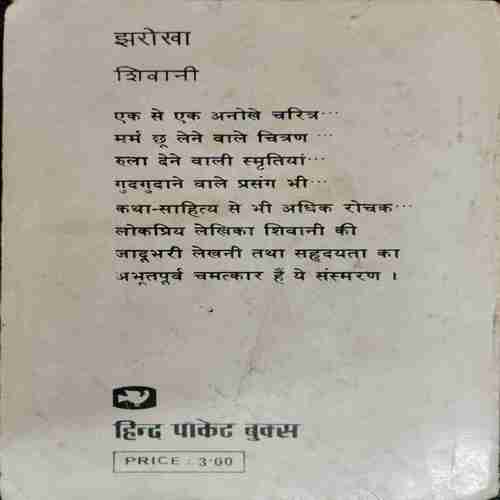 झरोखा
शिवानी
एक से एक अनोखे चरित्र···
मर्म छू लेने वाले चित्रण ···
रुला देने वाली स्मृतियां···
गुदगुदाने वाले प्रसंग भी···
कथा-साहित्य से भी अधिक रोचक···
लोकप्रिय लेखिका शिवानी की
जादूभरी लेखनी तथा सहृदयता का
अभूतपूर्व चमत्कार हैं ये संस्मरण ।
हिन्द पाकेट बुक्स
PRICE : 3·00